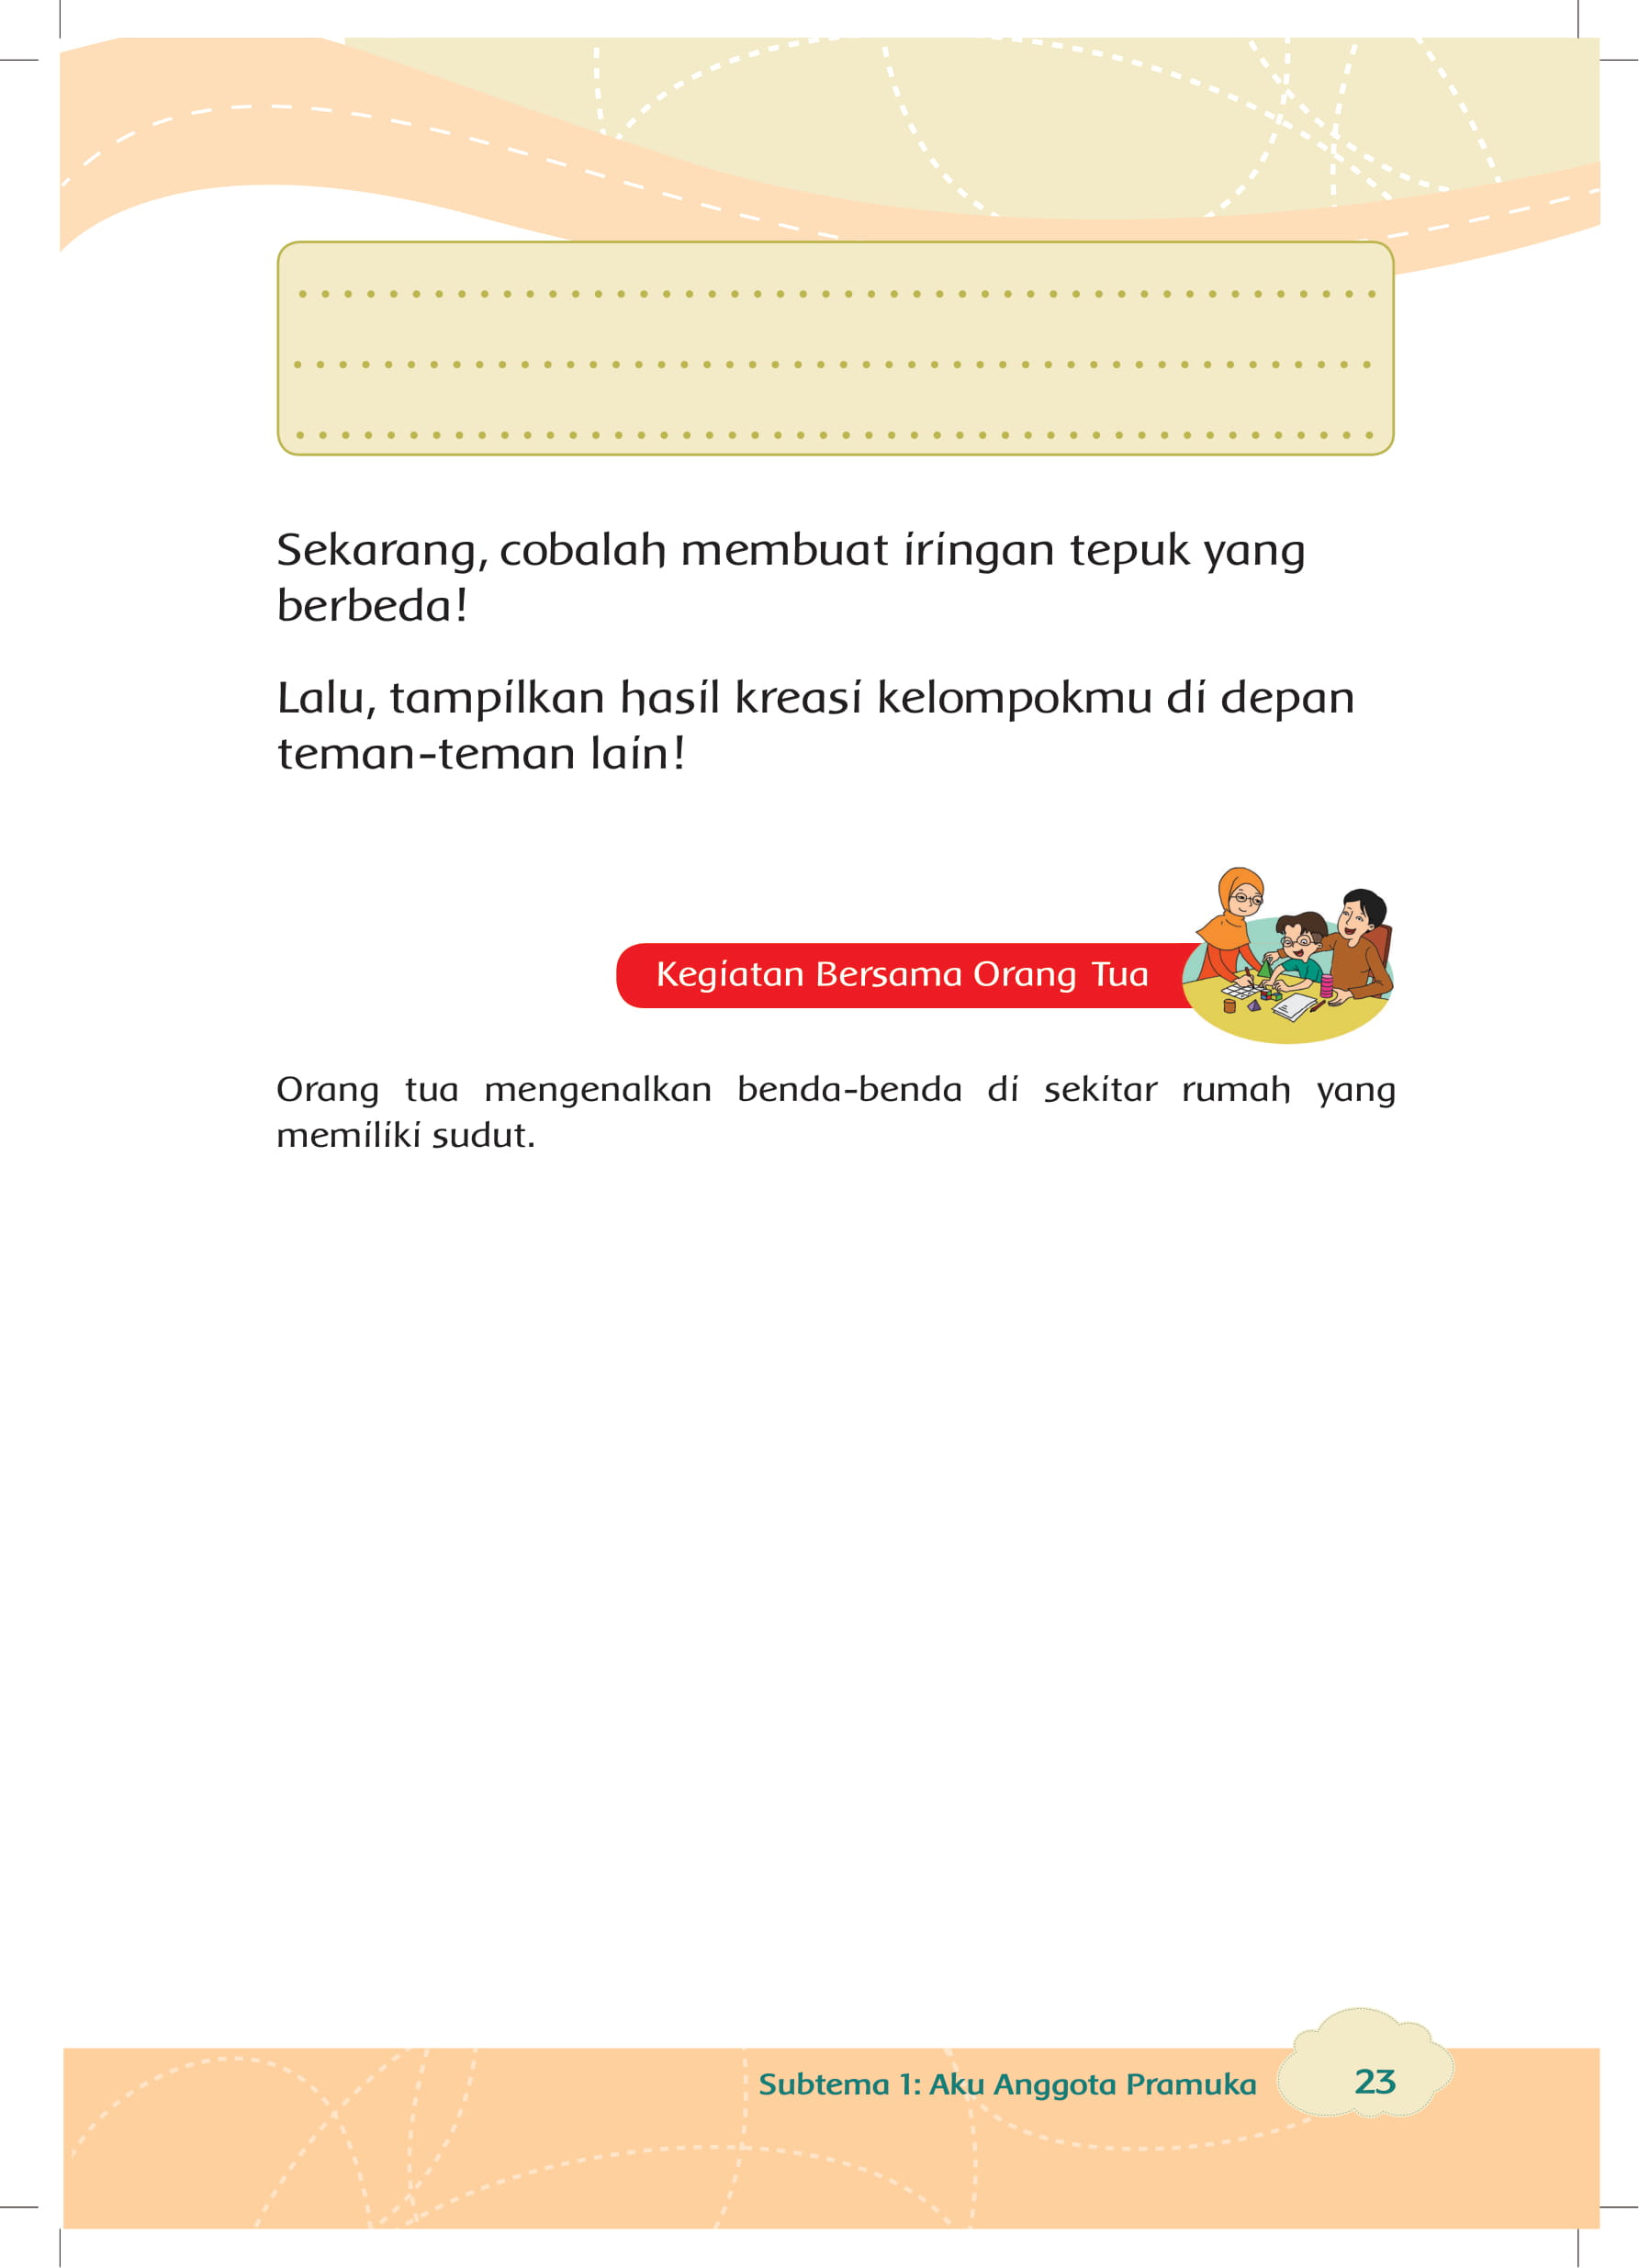 Sekarang, cobalah membuat iringan tepuk yang
berbeda!
Lalu, tampilkan hasil kreasi kelompokmu di depan
teman-teman lain!
Kegiatan Bersama Orang Tua
Orang tua mengenalkan benda-benda di sekitar rumah yang
memiliki sudut.
Subtema 1: Aku Anggota Pramuka
23